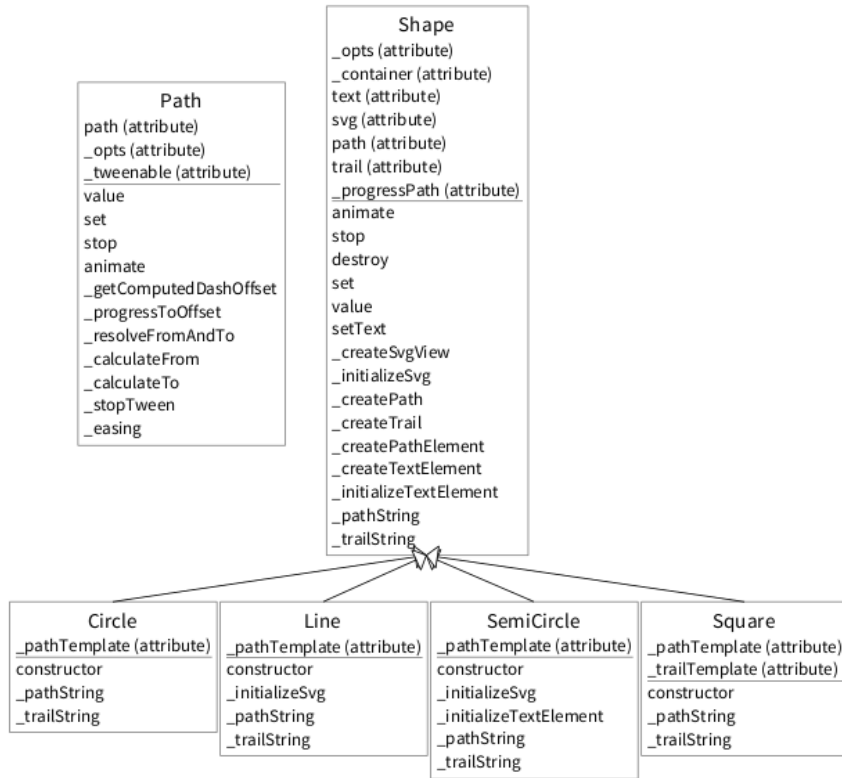 Shape
_opts (attribute)
_container (attribute)
text (attribute)
svg (attribute)
path (attribute)
trail (attribute)
_progressPath (attribute)
animate
stop
destroy
set
value
setText
_createSvgView
_initializeSvg
_createPath
_createTrail
_createPathElement
_createTextElement
_initializeTextElement
_pathString
_trailString
Path
path (attribute)
_opts (attribute)
_tweenable (attribute)
value
set
stop
animate
_getComputedDashOffset
_progressToOffset
_resolveFromAndTo
_calculateFrom
_calculateTo
_stopTween
_easing
Circle
_pathTemplate (attribute)
constructor
_pathString
_trailString
Line
_pathTemplate (attribute)
constructor
_initializeSvg
_pathString
_trailString
SemiCircle
_pathTemplate (attribute)
constructor
_initializeSvg
_initializeTextElement
_pathString
_trailString
Square
_pathTemplate (attribute)
_trailTemplate (attribute)
constructor
_pathString
_trailString